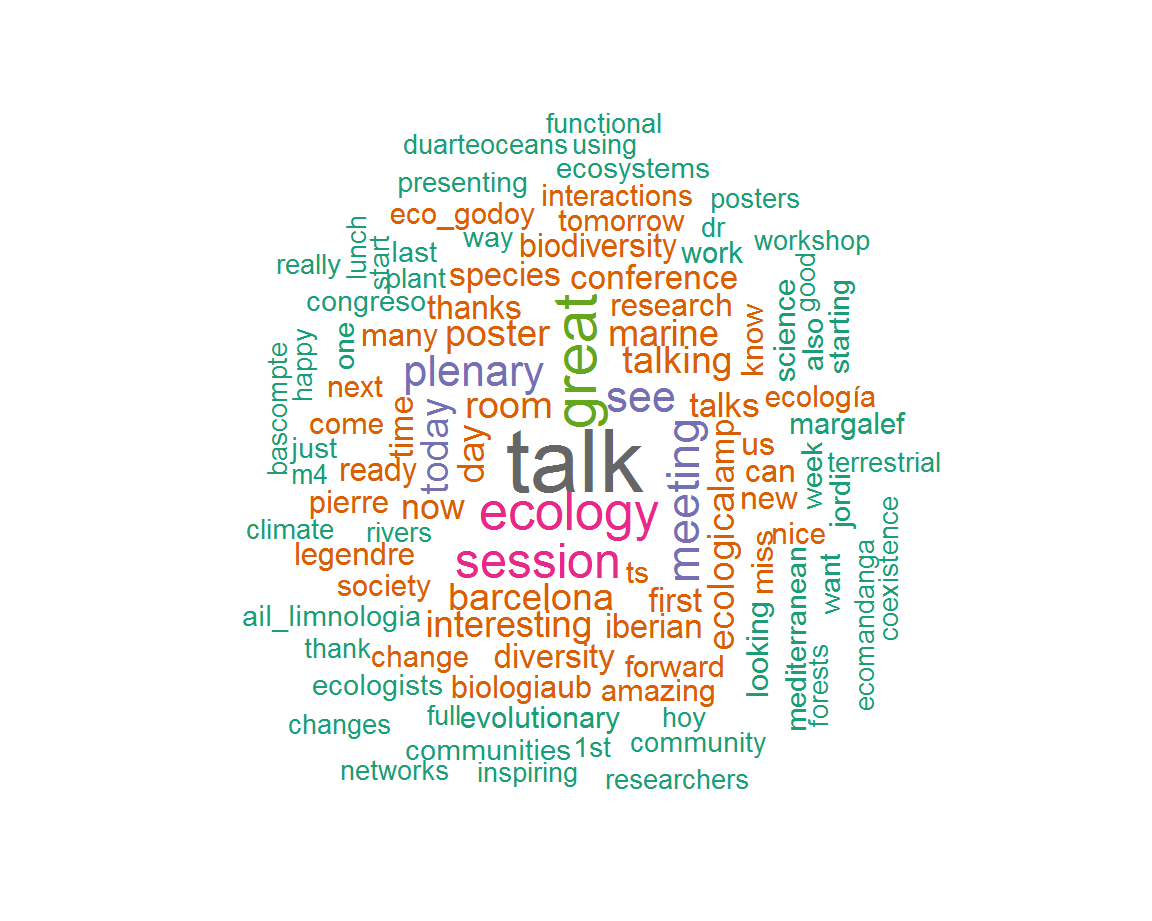 functional
duarteoceans using
ecosystems
presenting
interactions
posters
eco_godoy
tomorrow
dr
lunch
start
way
biodiversity
work
workshop
last
really
plant
species
conference
good
congreso
thanks
great
research
science
also
starting
many
poster
marine
know
one
happy
bascompte
plenary
talking
next
room
see
talks
ecología
come
time
today
day
talk
meeting
ecologicalamp
us
margalef
just
m4
ready
can
week
terrestrial
jordi
pierre
now
ecology
new
climate
rivers
miss
nice
legendre
session
ts
society
barcelona
first
mediterranean
want
ecomandanga
coexistence
ail_limnologia
interesting
iberian
looking
forests
thank
change
diversity
forward
ecologists
biologiaub
amazing
changes
full
evolutionary
hoy
communities
1st
community
networks
inspiring
researchers